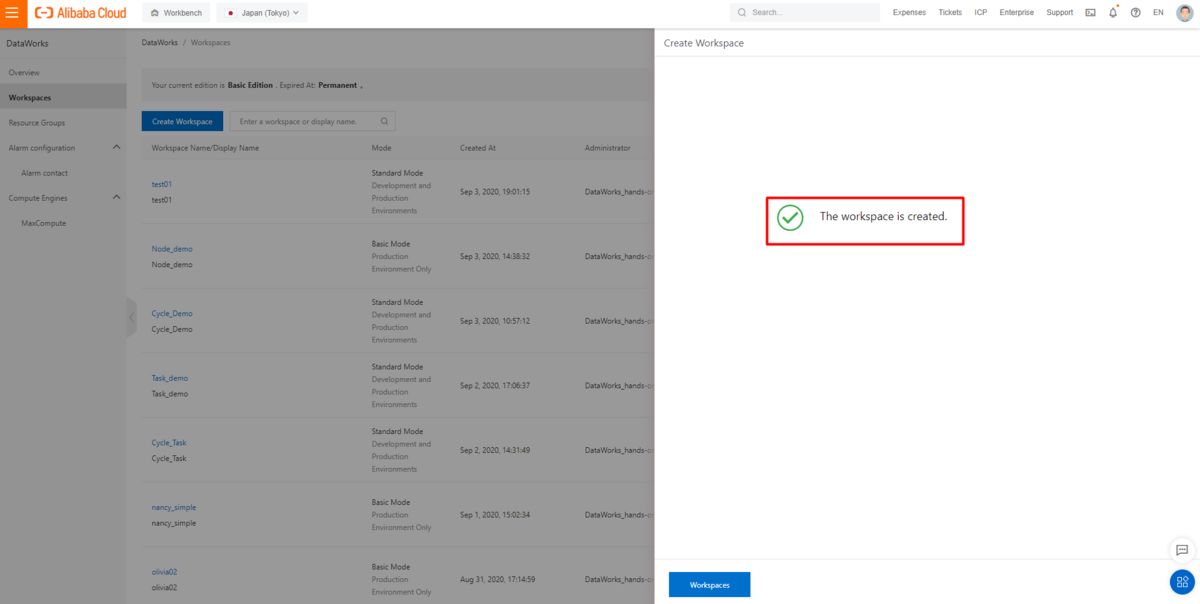 Alibaba Cloud
Workbench
Japan (Tokyo)
Search...
Expenses
Tickets
ICP
Enterprise
Support
EN
DataWorks
Overview
Workspaces
Resource Groups
Alarm configuration
Alarm contact
Compute Engines
MaxCompute
DataWorks / Workspaces
Your current edition is Basic Edition . Expired At: Permanent 。
Create Workspace
Enter a workspace or display name.
Workspace Name/Display Name
Mode
Created At
Administrator
test01
test01
Standard Mode
Development and
Production
Environments
Sep 3, 2020, 19:01:15
DataWorks_hands-o
Node_demo
Node_demo
Basic Mode
Production
Environment Only
Sep 3, 2020, 14:38:32
DataWorks_hands-o
Cycle_Demo
Cycle_Demo
Standard Mode
Development and
Production
Environments
Sep 3, 2020, 10:57:12
DataWorks_hands-o
Task_demo
Task_demo
Standard Mode
Development and
Production
Environments
Sep 2, 2020, 17:06:37
DataWorks_hands-o
Cycle_Task
Cycle_Task
Standard Mode
Development and
Production
Environments
Sep 2, 2020, 14:31:49
DataWorks_hands-o
nancy_simple
nancy_simple
Basic Mode
Production
Environment Only
Sep 1, 2020, 15:02:34
DataWorks_hands-o
olivia02
olivia02
Basic Mode
Production
Environment Only
Aug 31, 2020, 17:14:59
DataWorks_hands-o
Create Workspace
The workspace is created.
Workspaces